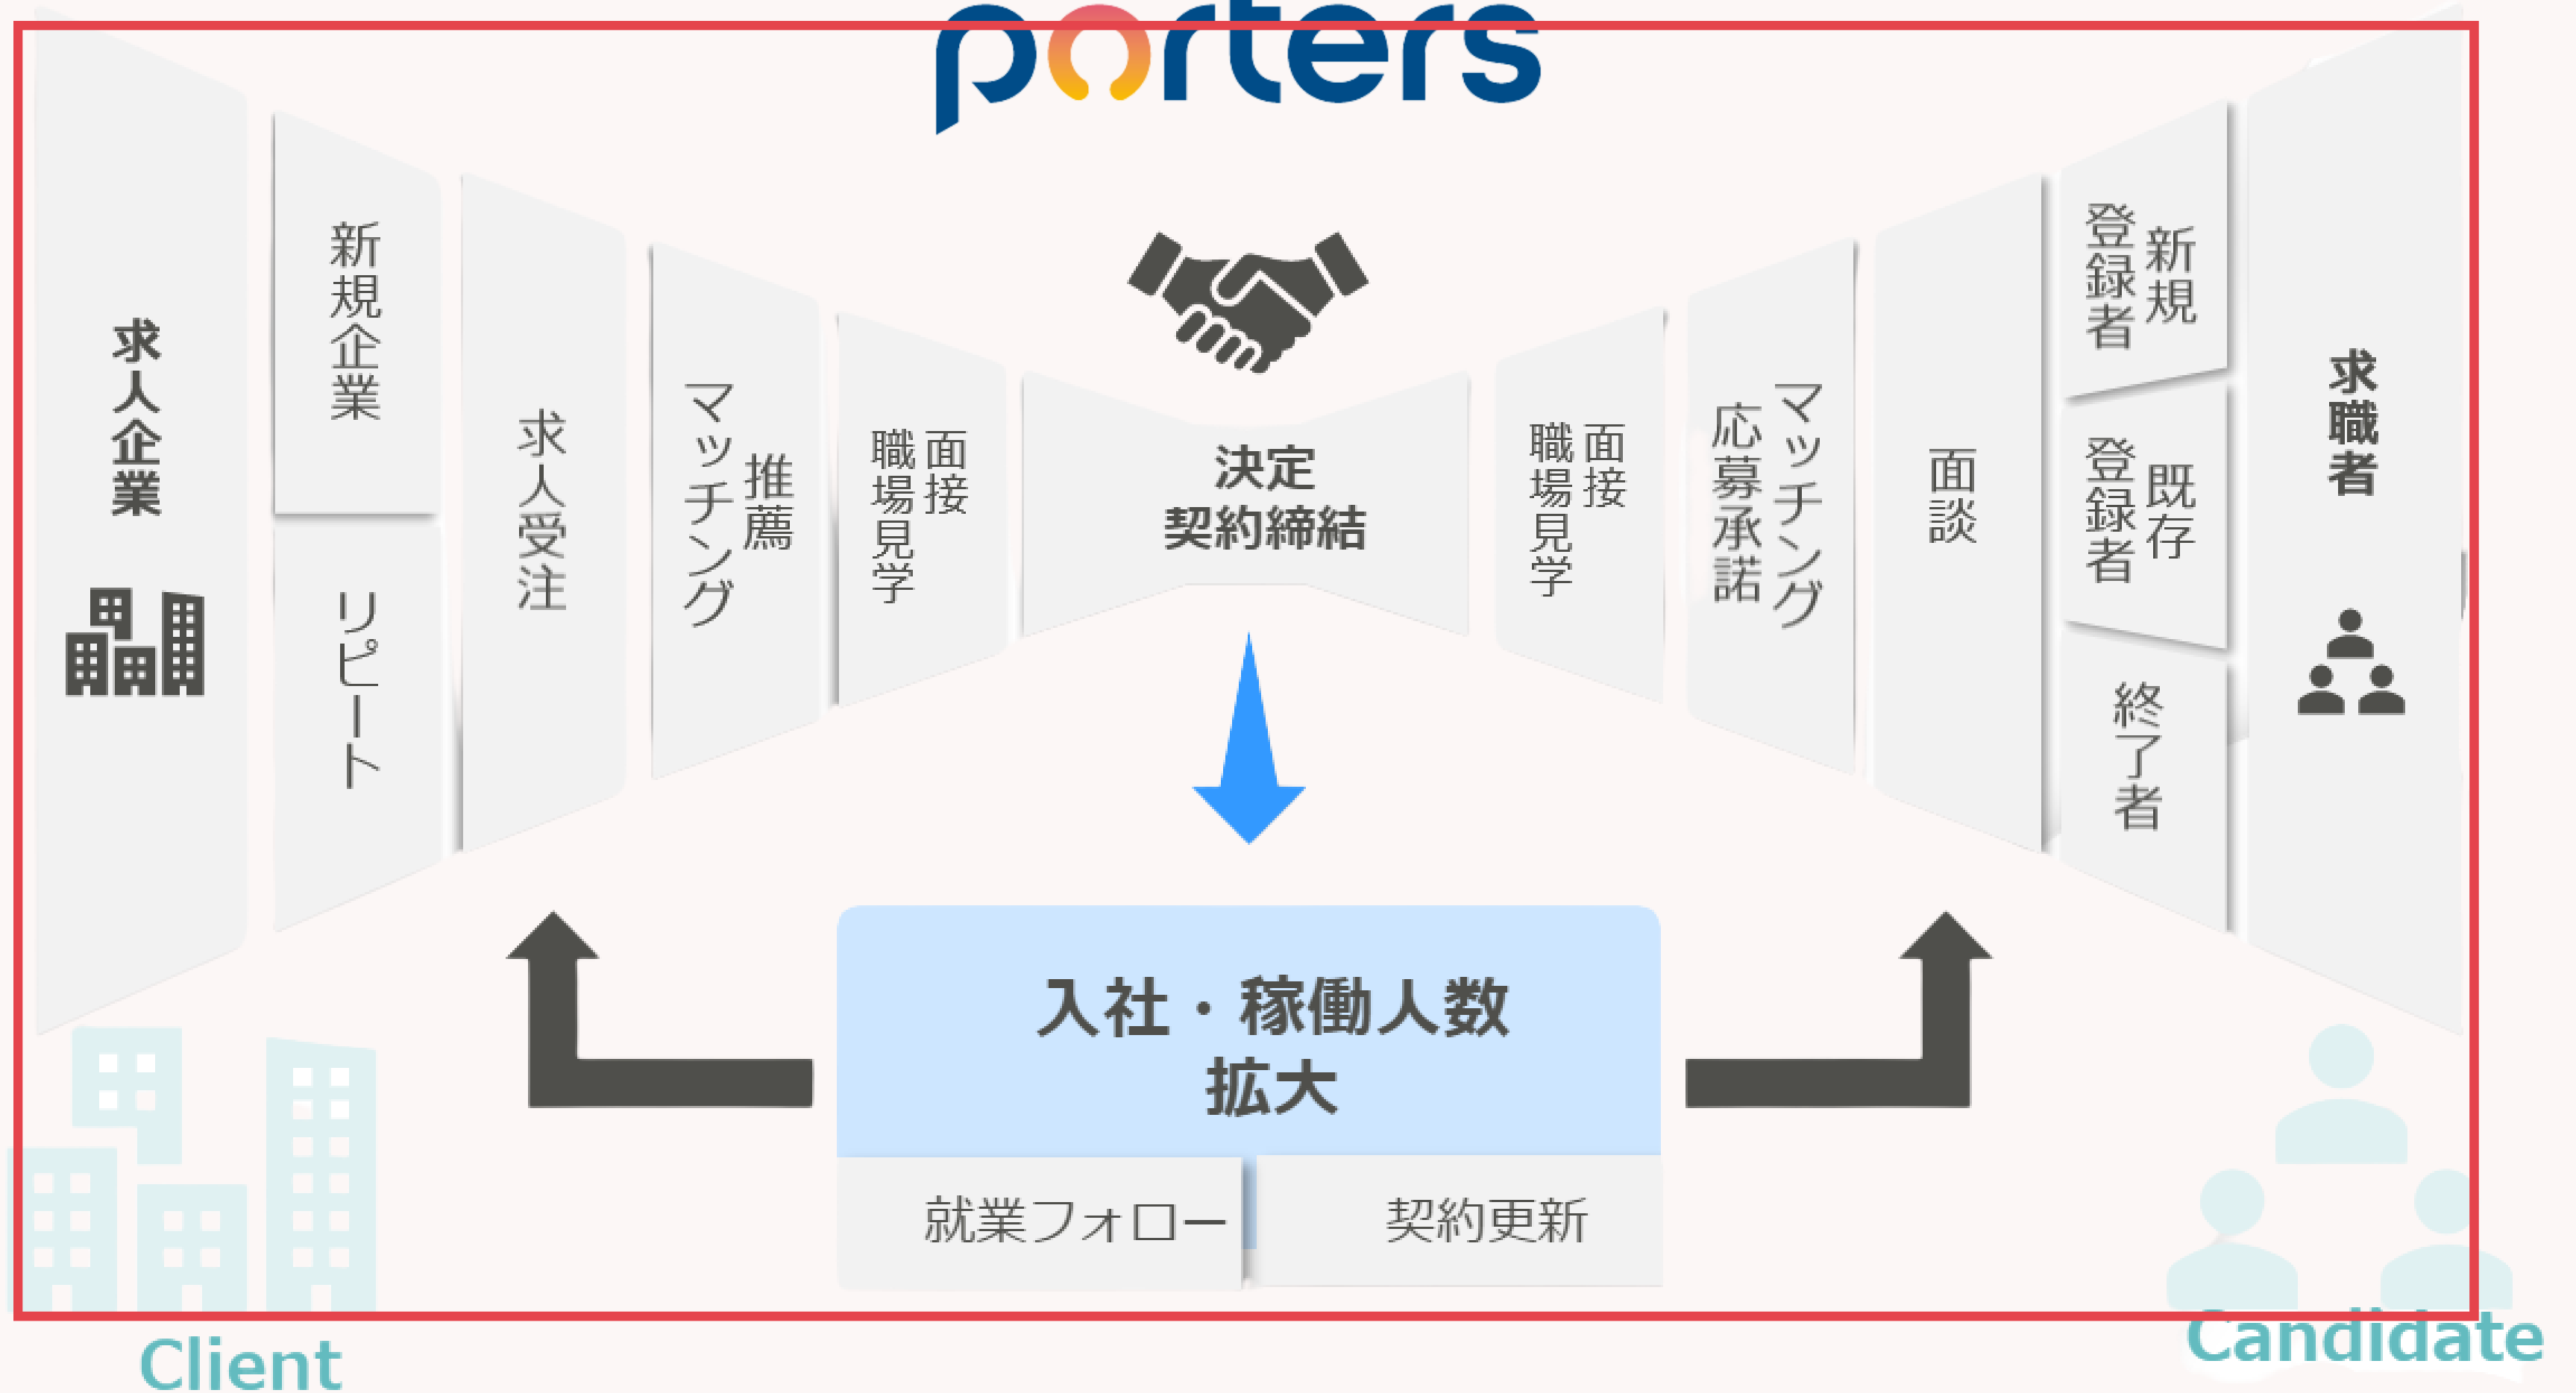 porters
求人企業
新規企業
リピート
求人受注
推薦
マッチング
面接
職場見学
決定
契約締結
面接
職場見学
マッチング
応募承諾
面談
新規
登録者
既存
登録者
終了者
求職者
入社・稼働人数
拡大
就業フォロー
契約更新
Client
Candidate